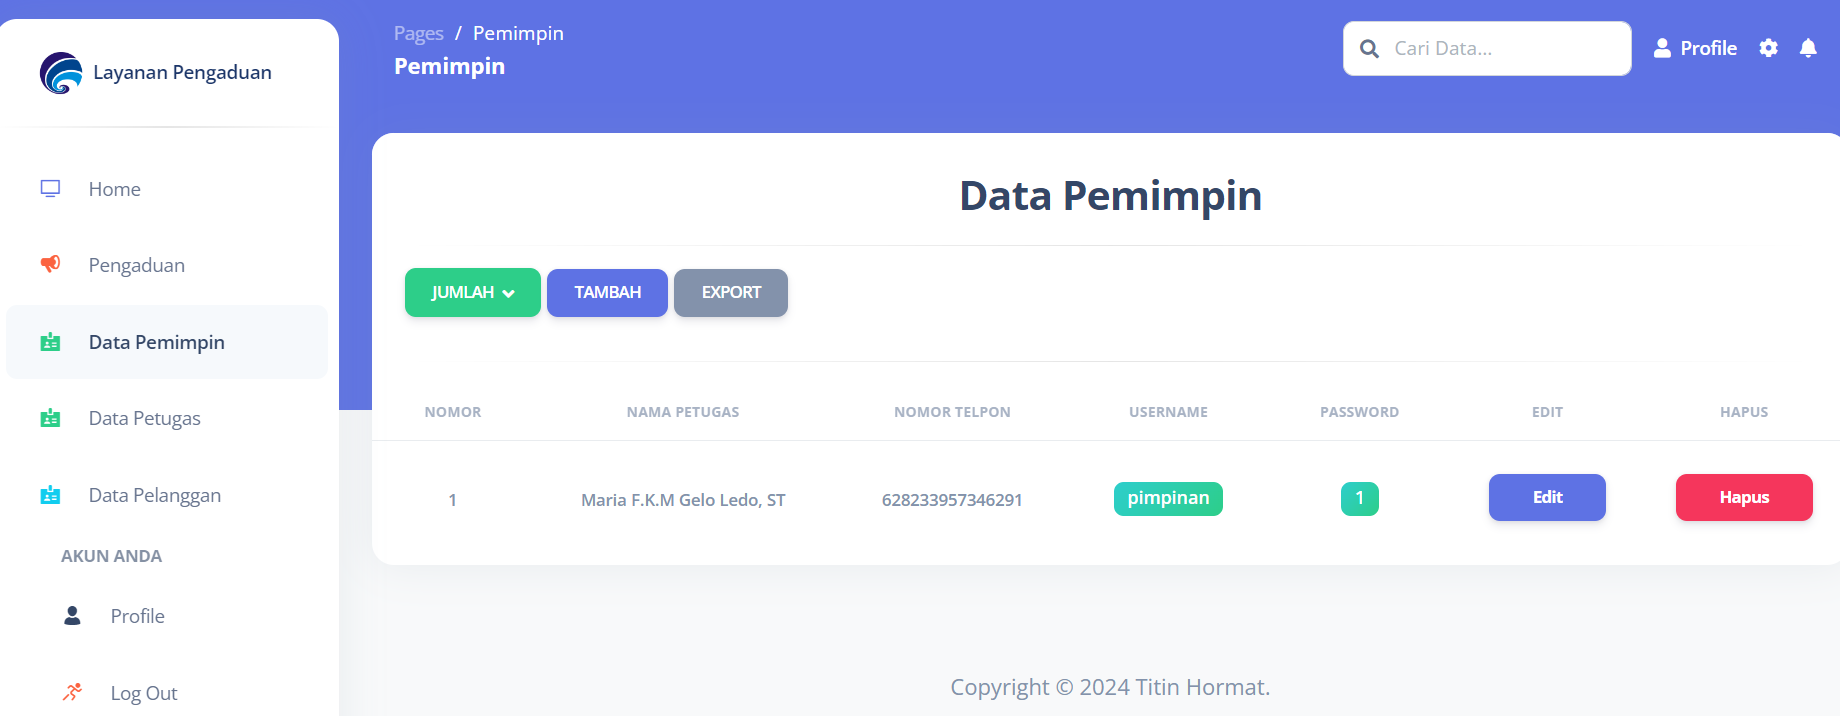 Layanan Pengaduan
Home
Pengaduan
Data Pemimpin
Data Petugas
Data Pelanggan
AKUN ANDA
Profile
Log Out
Pages / Pemimpin
Pemimpin
Cari Data...
Profile
Data Pemimpin
JUMLAH TAMBAH EXPORT
NOMOR NAMA PETUGAS NOMOR TELPON USERNAME PASSWORD EDIT HAPUS
1 Maria F.K.M Gelo Ledo, ST 628233957346291 pimpinan 1 Edit Hapus
Copyright © 2024 Titin Hormat.